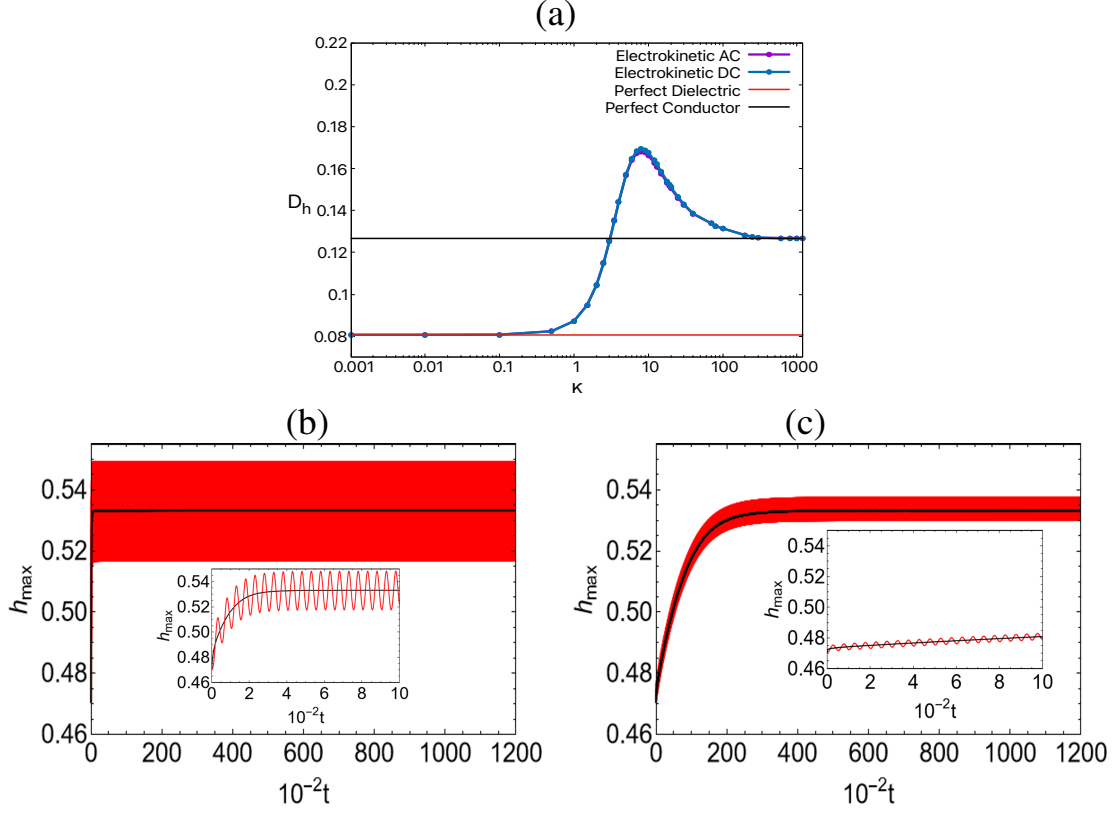 (a)
0.22
0.2
0.18
0.16
D_h 0.14
0.12
0.1
0.08
Electrokinetic AC
Electrokinetic DC
Perfect Dielectric
Perfect Conductor
0.001 0.01 0.1 1 10 100 1000
κ
(b)
0.54
0.52
h_max 0.50
0.48
0.46
0 200 400 600 800 1000 1200
10⁻²t
0.54
0.52
h_max 0.50
0.48
0.46
0 2 4 6 8 10
10⁻²t
(c)
0.54
0.52
h_max 0.50
0.48
0.46
0 200 400 600 800 1000 1200
10⁻²t
0.54
0.52
h_max 0.50
0.48
0.46
0 2 4 6 8 10
10⁻²t